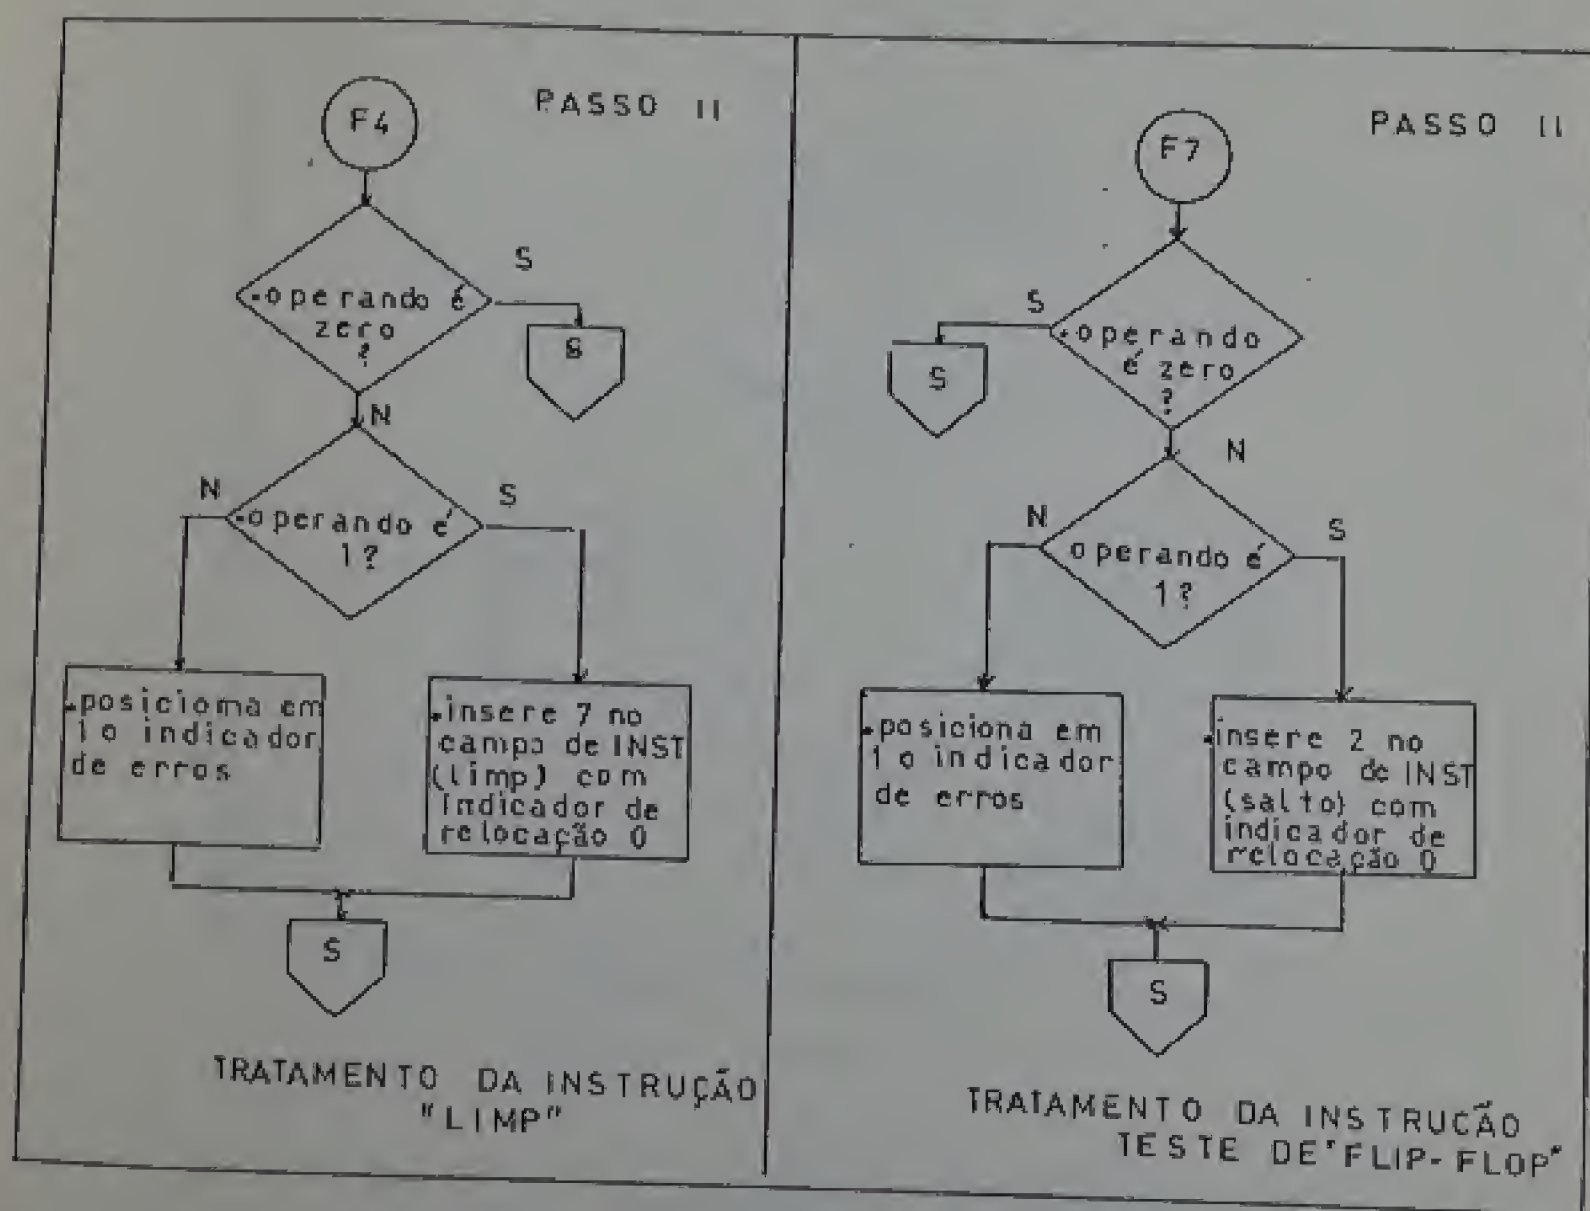 PASSO II
F4
S
.operando é
zero
?
S
N
N
S
.operando é
1?
.posicioma em
1 o indicador
de erros
.insere 7 no
campo de INST
(limp) com
Indicador de
relocação 0
S
TRATAMENTO DA INSTRUÇÃO
"LIMP"
PASSO II
F7
S
.operando
é zero
?
S
N
N
S
operando é
1?
.posiciona em
1 o indicador
de erros
.insere 2 no
campo de INST
(salto) com
indicador de
relocação 0
S
TRATAMENTO DA INSTRUCÃO
TESTE DE "FLIP-FLOP"